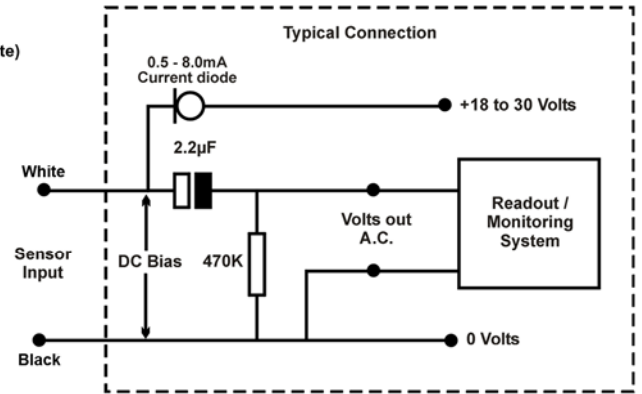 te)
Typical Connection
0.5 - 8.0mA
Current diode
+18 to 30 Volts
2.2µF
White
Readout /
Monitoring
System
Volts out
A.C.
Sensor
Input
DC Bias
470K
0 Volts
Black